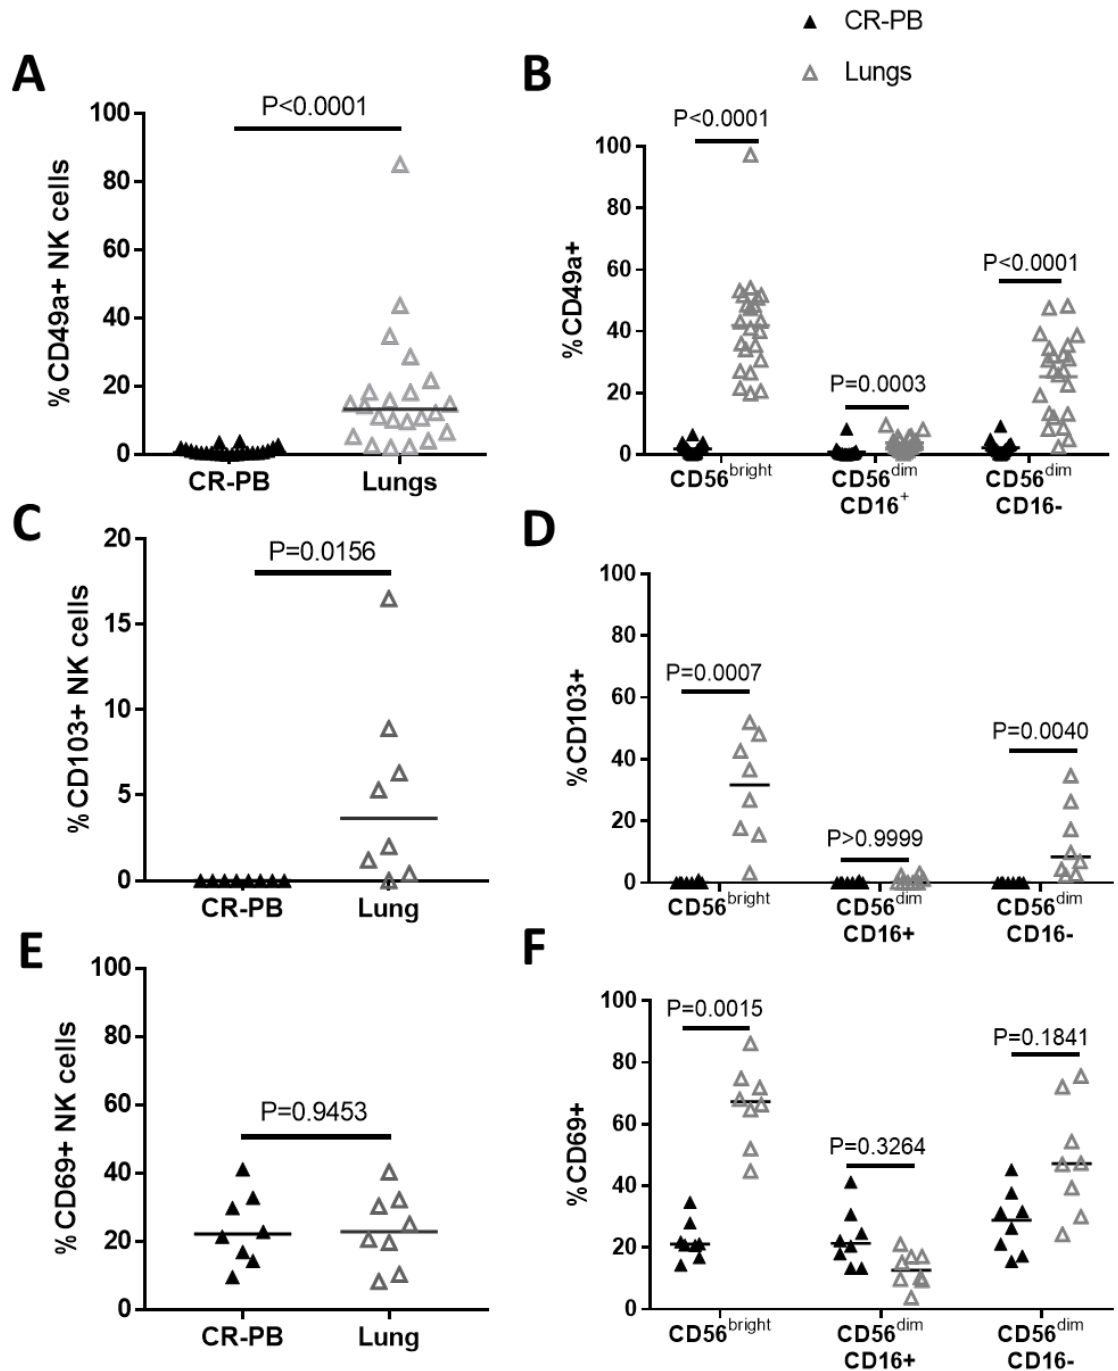 CR-PB
Lungs
A
P<0.0001
100
80
60
40
20
0
%CD49a+ NK cells
CR-PB
Lungs
B
P<0.0001
P=0.0003
P<0.0001
100
80
60
40
20
0
%CD49a+
CD56bright
CD56dim
CD16+
CD56dim
CD16-
C
P=0.0156
20
15
10
5
0
%CD103+ NK cells
CR-PB
Lung
D
P=0.0007
P>0.9999
P=0.0040
100
80
60
40
20
0
%CD103+
CD56bright
CD56dim
CD16+
CD56dim
CD16-
E
P=0.9453
100
80
60
40
20
0
%CD69+ NK cells
CR-PB
Lung
F
P=0.0015
P=0.3264
P=0.1841
100
80
60
40
20
0
%CD69+
CD56bright
CD56dim
CD16+
CD56dim
CD16-